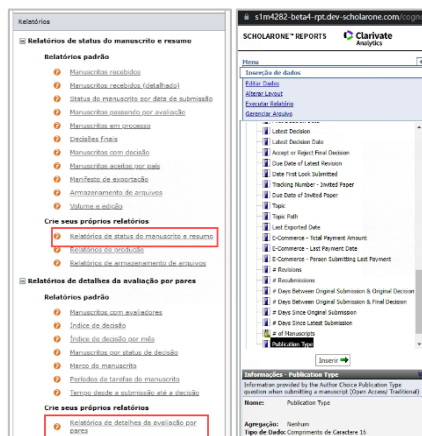 Relatórios
Relatórios de status do manuscrito e resumo
Relatórios padrão
Manuscritos recebidos
Manuscritos recebidos (detalhado)
Status do manuscrito por data de submissão
Manuscritos passando por avaliação
Manuscritos em processo
Decisões finais
Manuscritos com decisão
Manuscritos aceitos por país
Manifesto de exportação
Armazenamento de arquivos
Volume e edição
Crie seus próprios relatórios
Relatórios de status do manuscrito e resumo
Relatórios de produção
Relatórios de armazenamento de arquivos
Relatórios de detalhes da avaliação por pares
Relatórios padrão
Manuscritos com avaliadores
Índice de decisão
Índice de decisão por mês
Manuscritos por status de decisão
Marco do manuscrito
Períodos de tarefas do manuscrito
Tempo desde a submissão até a decisão
Crie seus próprios relatórios
Relatórios de detalhes da avaliação por
pares
s1m4282-beta4-rpt.dev-scholarone.com/cogno
SCHOLARONE™ REPORTS
Clarivate
Analytics
Menu
Inserção de dados
Editar Dados
Alterar Layout
Executar Relatório
Gerenciar Arquivo
Latest Decision
Latest Decision Date
Accept or Reject Final Decision
Due Date of Latest Revision
Date First Look Submitted
Tracking Number - Invited Paper
Due Date of Invited Paper
Topic
Topic Path
Last Exported Date
E-Commerce - Total Payment Amount
E-Commerce - Last Payment Date
E-Commerce - Person Submitting Last Payment
# Revisions
# Resubmissions
# Days Between Original Submission & Original Decision
# Days Between Original Submission & Final Decision
# Days Since Original Submission
# Days Since Latest Submission
# of Manuscripts
Publication Type
Inserir
Informações - Publication Type
Information provided by the Author Choice Publication Type
question when submitting a manuscript (Open Access/ Traditional)
Nome: Publication Type
Agregação: Nenhum
Tipo de Dado: Comprimento de Caractere 16